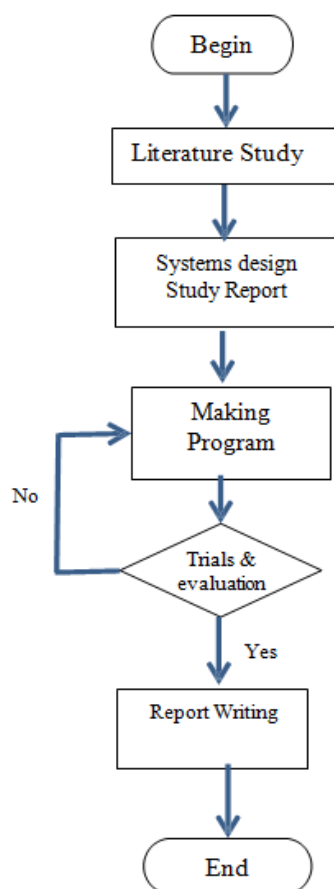 Begin
Literature Study
Systems design
Study Report
Making
Program
No
Trials &
evaluation
Yes
Report Writing
End